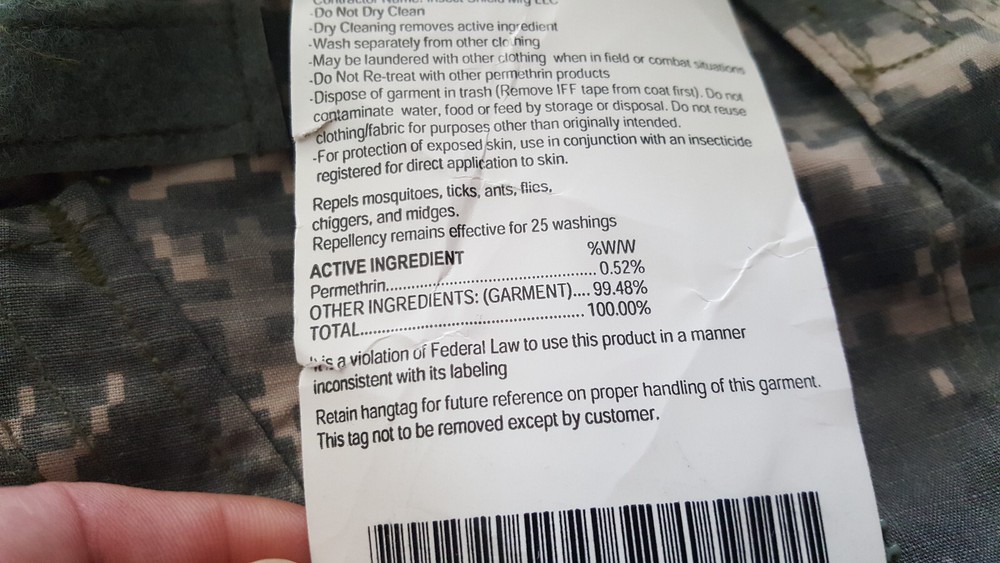 Contractor Name: Insect Shield Mfg LLC
-Do Not Dry Clean
-Dry Cleaning removes active ingredient
-Wash separately from other clothing
-May be laundered with other clothing when in field or combat situations
-Do Not Re-treat with other permethrin products
-Dispose of garment in trash (Remove IFF tape from coat first). Do not
contaminate water, food or feed by storage or disposal. Do not reuse
clothing/fabric for purposes other than originally intended.
-For protection of exposed skin, use in conjunction with an insecticide
registered for direct application to skin.
Repels mosquitoes, ticks, ants, flies,
chiggers, and midges.
Repellency remains effective for 25 washings
ACTIVE INGREDIENT %W/W
Permethrin................................................ 0.52%
OTHER INGREDIENTS: (GARMENT).... 99.48%
TOTAL.................................................... 100.00%
It is a violation of Federal Law to use this product in a manner
inconsistent with its labeling
Retain hangtag for future reference on proper handling of this garment.
This tag not to be removed except by customer.